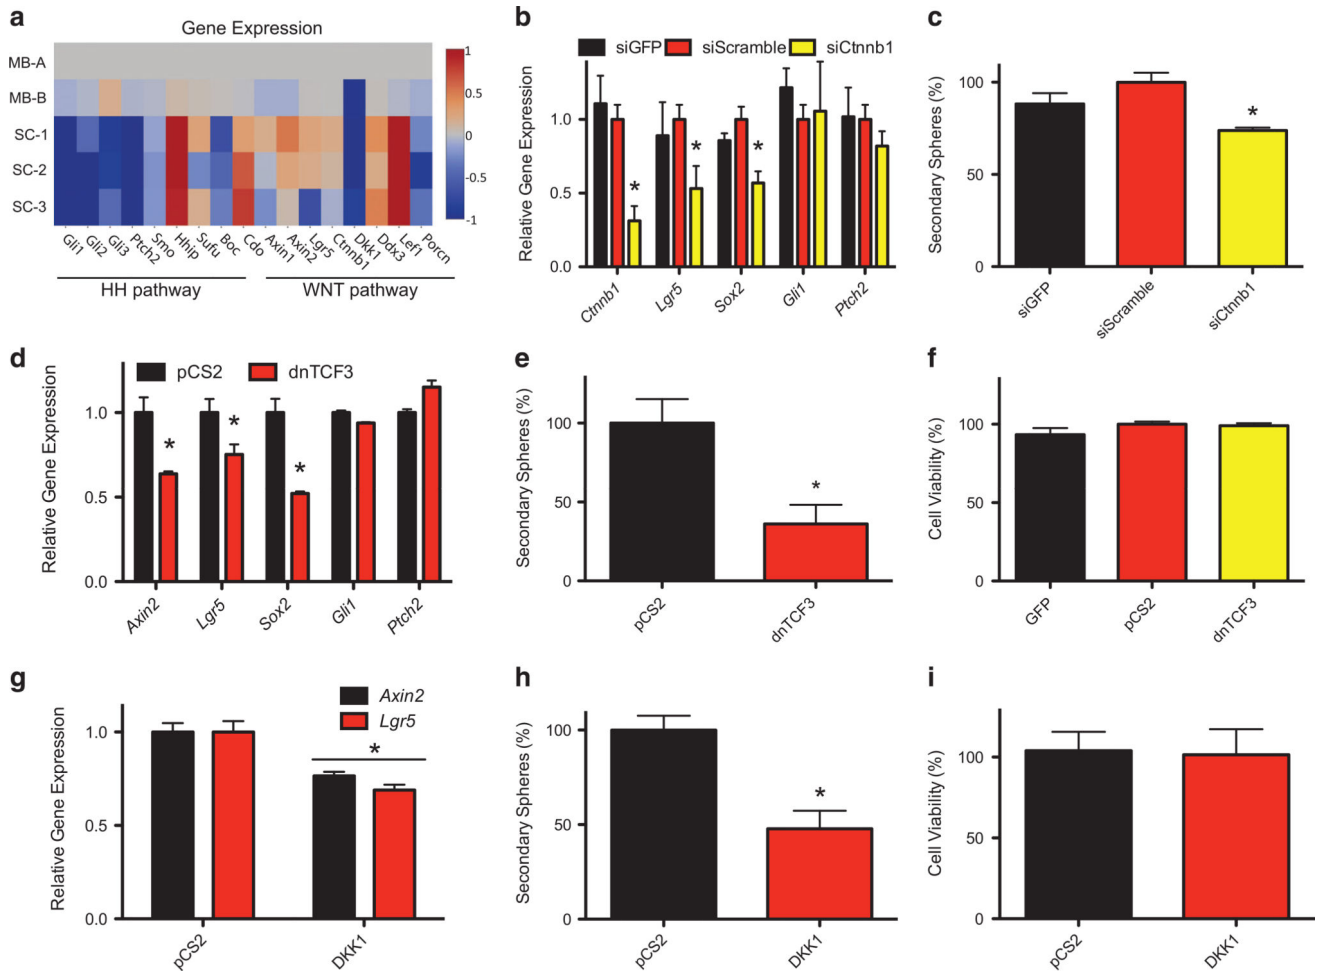 a
Gene Expression
MB-A
MB-B
SC-1
SC-2
SC-3
1
0.5
0
-0.5
-1
Gli1
Gli2
Gli3
Ptch2
Smo
Hhip
Sufu
Boc
Cdo
Axin1
Axin2
Lgr5
Ctnnb1
DKk1
Ddx3
Lef1
Porcn
HH pathway
WNT pathway
b
siGFP siScramble siCtnnb1
Relative Gene Expression
1.0
0.5
0.0
* * *
Ctnnb1
Lgr5
Sox2
Gli1
Ptch2
c
Secondary Spheres (%)
100
50
0
*
siGFP
siScramble
siCtnnb1
d
pCS2 dnTCF3
Relative Gene Expression
1.0
0.5
0.0
* * *
Axin2
Lgr5
Sox2
Gli1
Ptch2
e
Secondary Spheres (%)
100
50
0
*
pCS2
dnTCF3
f
Cell Viability (%)
100
50
0
GFP
pCS2
dnTCF3
g
Axin2
Lgr5
Relative Gene Expression
1.0
0.5
0.0
*
pCS2
DKK1
h
Secondary Spheres (%)
100
50
0
*
pCS2
DKK1
i
Cell Viability (%)
100
50
0
pCS2
DKK1